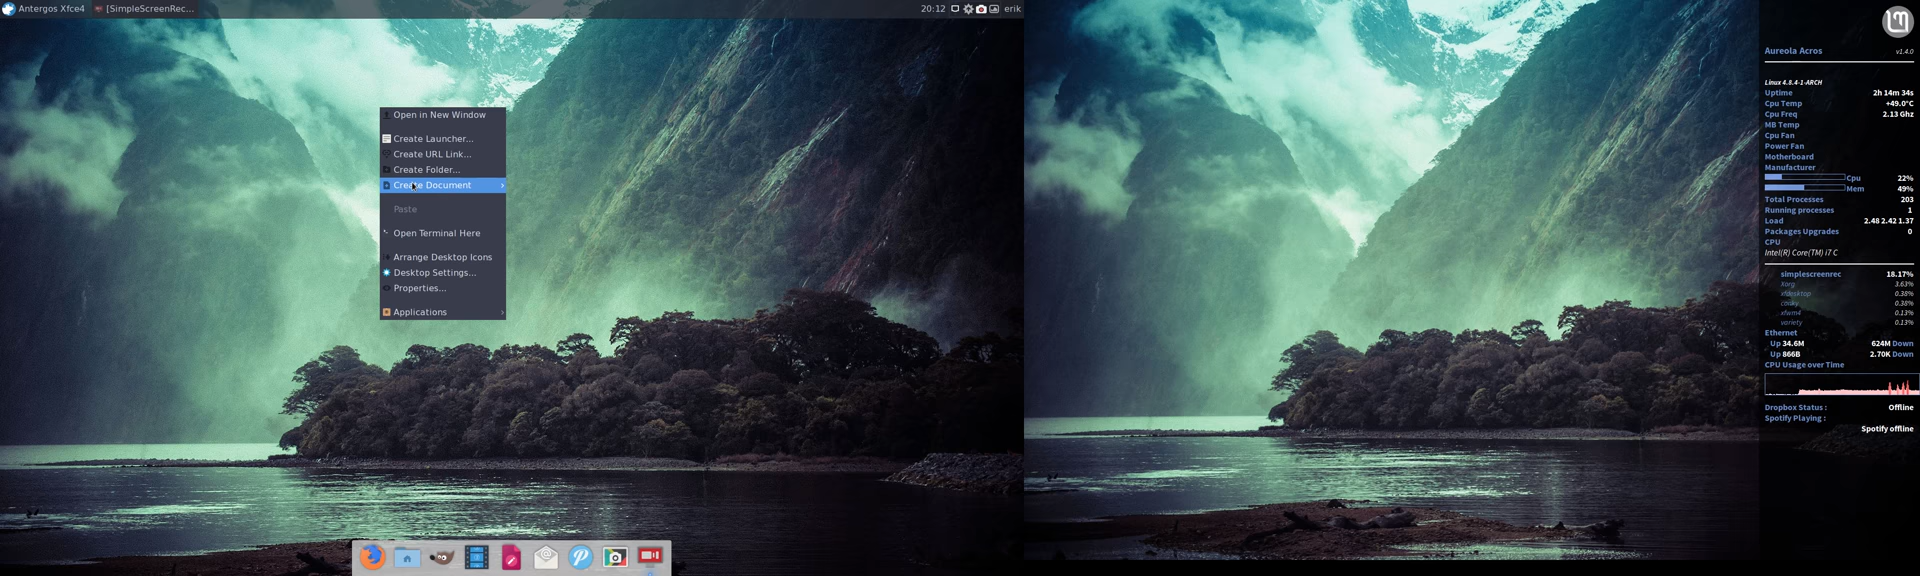 Antergos Xfce4 [SimpleScreenRec... 20:12 erik
Open in New Window
Create Launcher...
Create URL Link...
Create Folder...
Create Document
Paste
Open Terminal Here
Arrange Desktop Icons
Desktop Settings...
Properties...
Applications
Aureola Acros v1.4.0
Linux 4.8.4-1-ARCH
Uptime 2h 14m 34s
Cpu Temp +49.0°C
Cpu Freq 2.13 Ghz
MB Temp
Cpu Fan
Power Fan
Motherboard
Manufacturer
Cpu 22%
Mem 49%
Total Processes 203
Running processes 1
Load 2.48 2.42 1.37
Packages Upgrades 0
CPU
Intel(R) Core(TM) i7 C
simplescreenrec 18.17%
Xorg 3.63%
xfdesktop 0.38%
conky 0.38%
xfwm4 0.13%
variety 0.13%
Ethernet
Up 34.6M 624M Down
Up 866B 2.70K Down
CPU Usage over Time
Dropbox Status : Offline
Spotify Playing :
Spotify offline